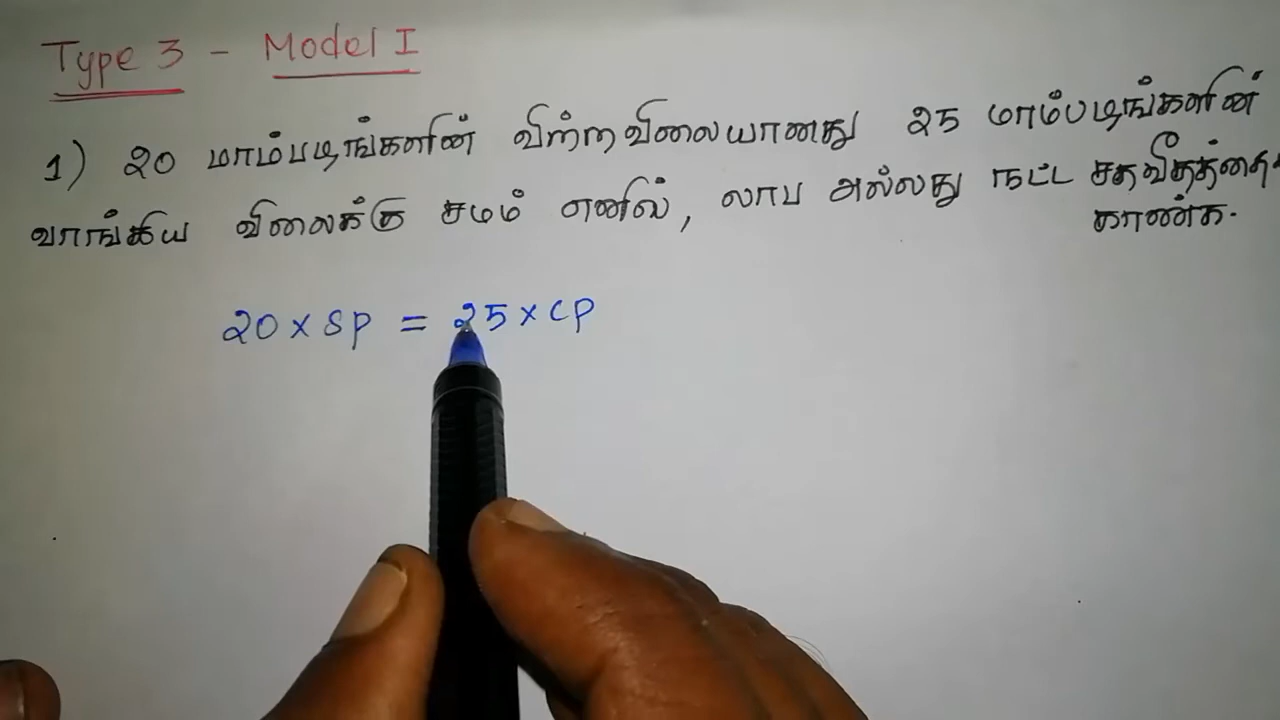 Type 3 - Model I
1) 20 மாம்பழங்களின் விற்றவிலையானது 25 மாம்பழங்களின்
வாங்கிய விலைக்கு சமம் எனில், லாப அல்லது நட்ட சதவீதத்தை
காண்க.
20 × SP = 25 × CP